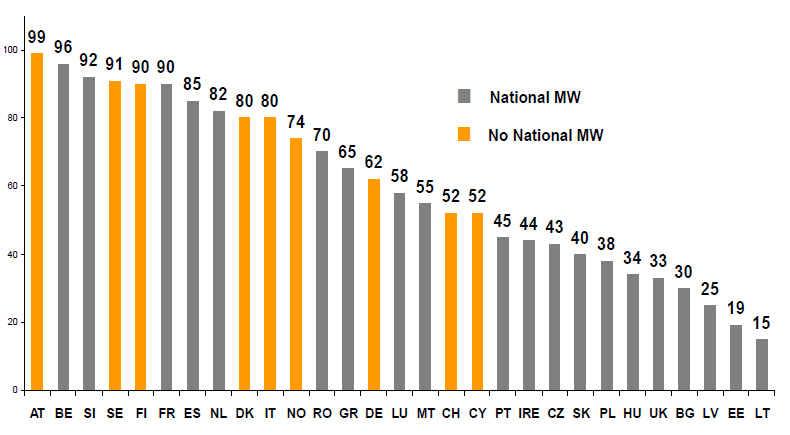 99 96 92 91 90 90 85 82 80 80 74 70 65 62 58 55 52 52 45 44 43 40 38 34 33 30 25 19 15
100
80
60
40
20
0
National MW
No National MW
AT BE SI SE FI FR ES NL DK IT NO RO GR DE LU MT CH CY PT IRE CZ SK PL HU UK BG LV EE LT